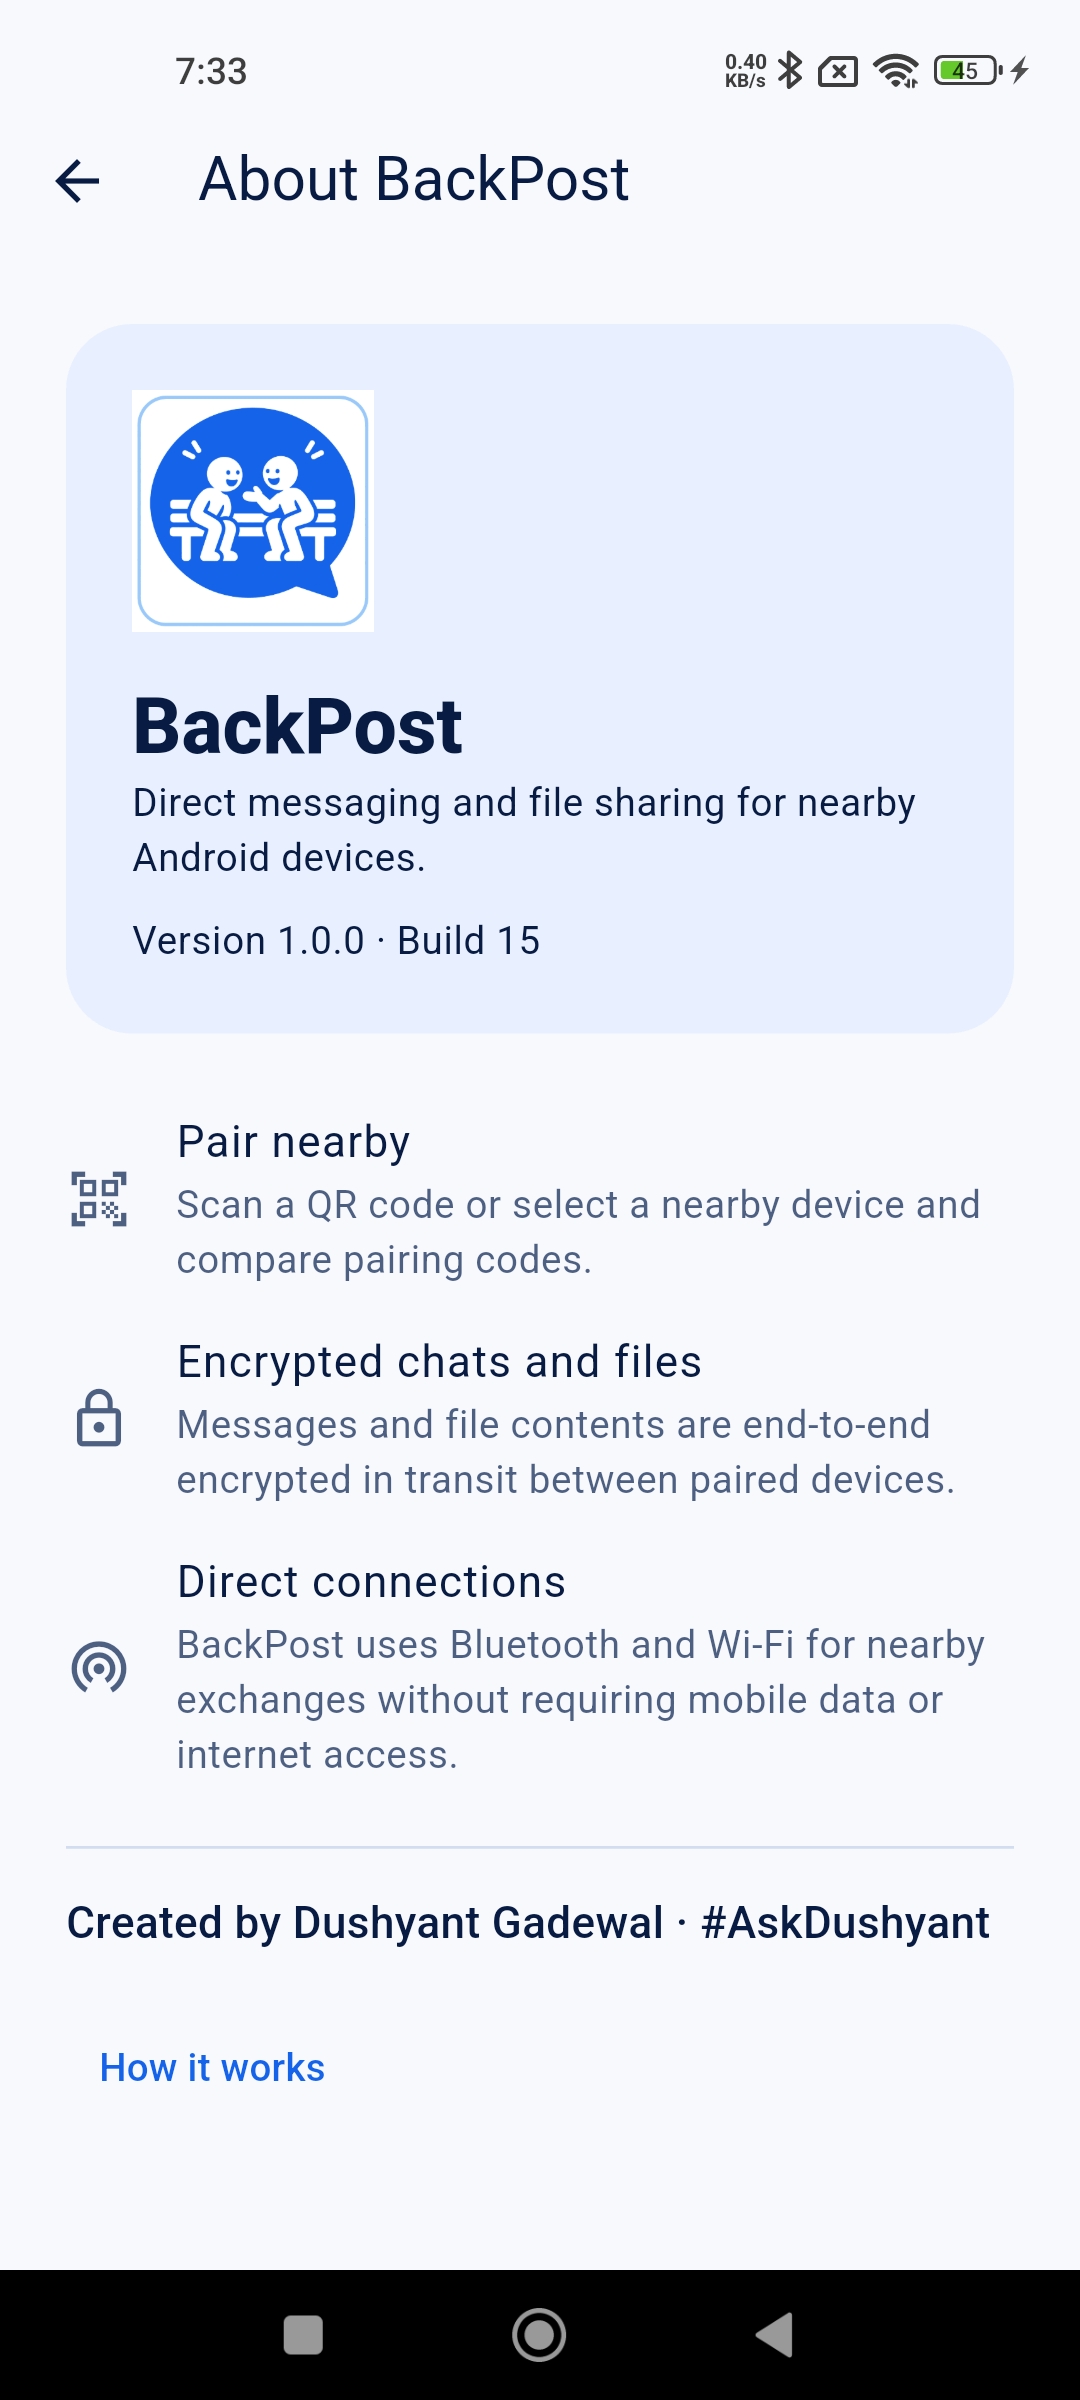 7:33
0.40
KB/s
45
About BackPost
BackPost
Direct messaging and file sharing for nearby
Android devices.
Version 1.0.0 · Build 15
Pair nearby
Scan a QR code or select a nearby device and
compare pairing codes.
Encrypted chats and files
Messages and file contents are end-to-end
encrypted in transit between paired devices.
Direct connections
BackPost uses Bluetooth and Wi-Fi for nearby
exchanges without requiring mobile data or
internet access.
Created by Dushyant Gadewal · #AskDushyant
How it works